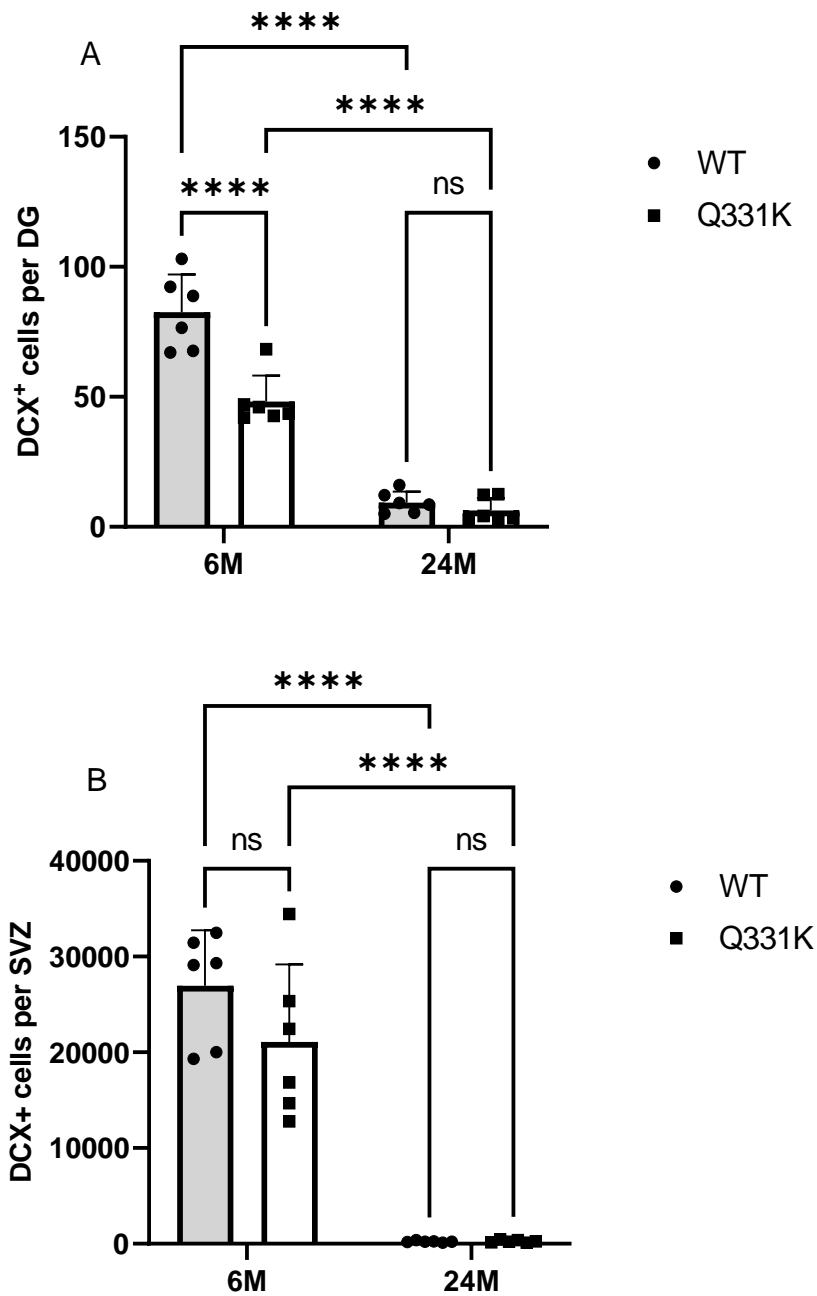 A
****
****
****
ns
150
100
50
0
DCX⁺ cells per DG
6M
24M
WT
Q331K
B
****
****
ns
ns
40000
30000
20000
10000
0
DCX+ cells per SVZ
6M
24M
WT
Q331K